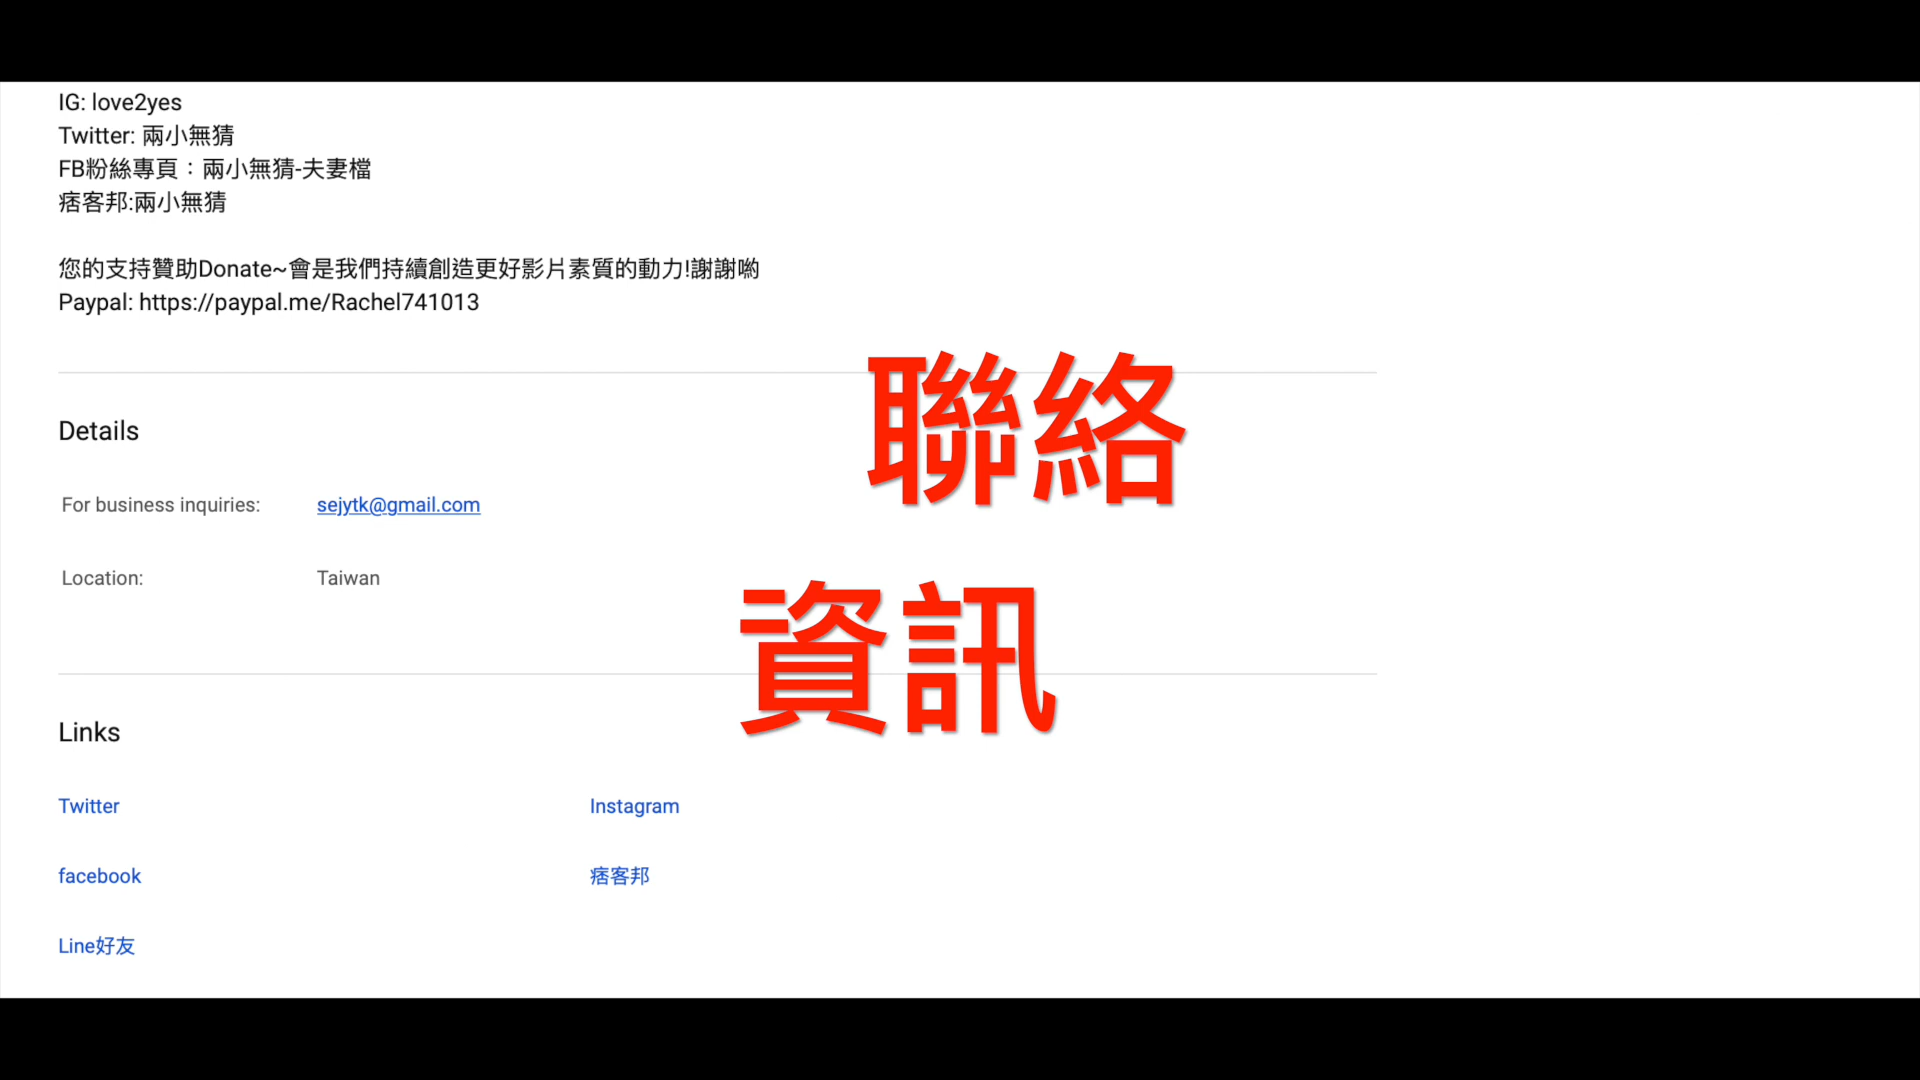 IG: love2yes
Twitter: 兩小無猜
FB粉絲專頁：兩小無猜-夫妻檔
痞客邦:兩小無猜
您的支持贊助Donate~會是我們持續創造更好影片素質的動力!謝謝喲
Paypal: https://paypal.me/Rachel741013
聯絡
資訊
Details
For business inquiries: sejytk@gmail.com
Location: Taiwan
Links
Twitter Instagram
facebook 痞客邦
Line好友